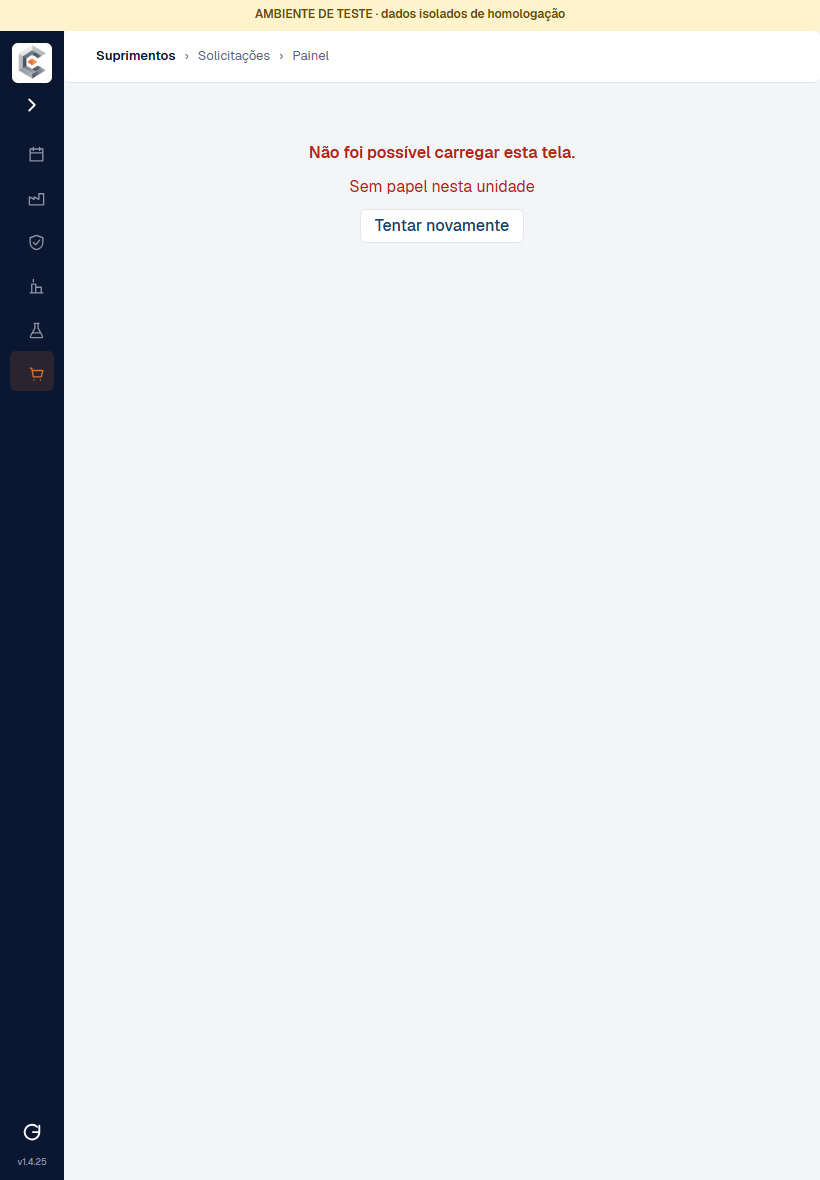 AMBIENTE DE TESTE · dados isolados de homologação
Suprimentos › Solicitações › Painel
Não foi possível carregar esta tela.
Sem papel nesta unidade
Tentar novamente
v1.4.25